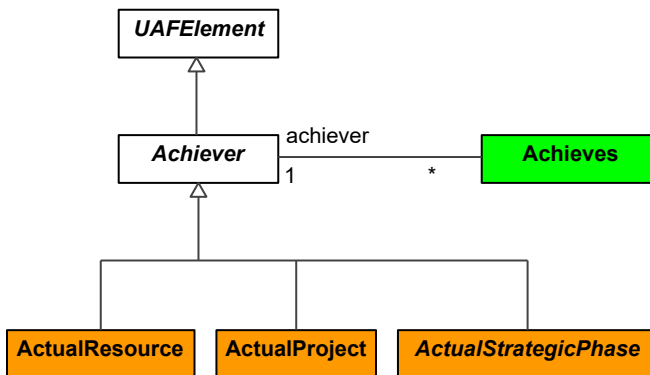 UAFElement
achiever
Achiever
Achieves
1
*
ActualResource
ActualProject
ActualStrategicPhase